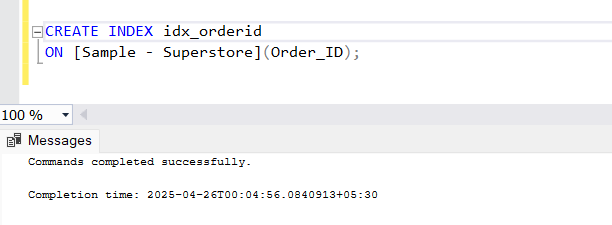 CREATE INDEX idx_orderid
ON [Sample - Superstore](Order_ID);
100 %
Messages
Commands completed successfully.
Completion time: 2025-04-26T00:04:56.0840913+05:30